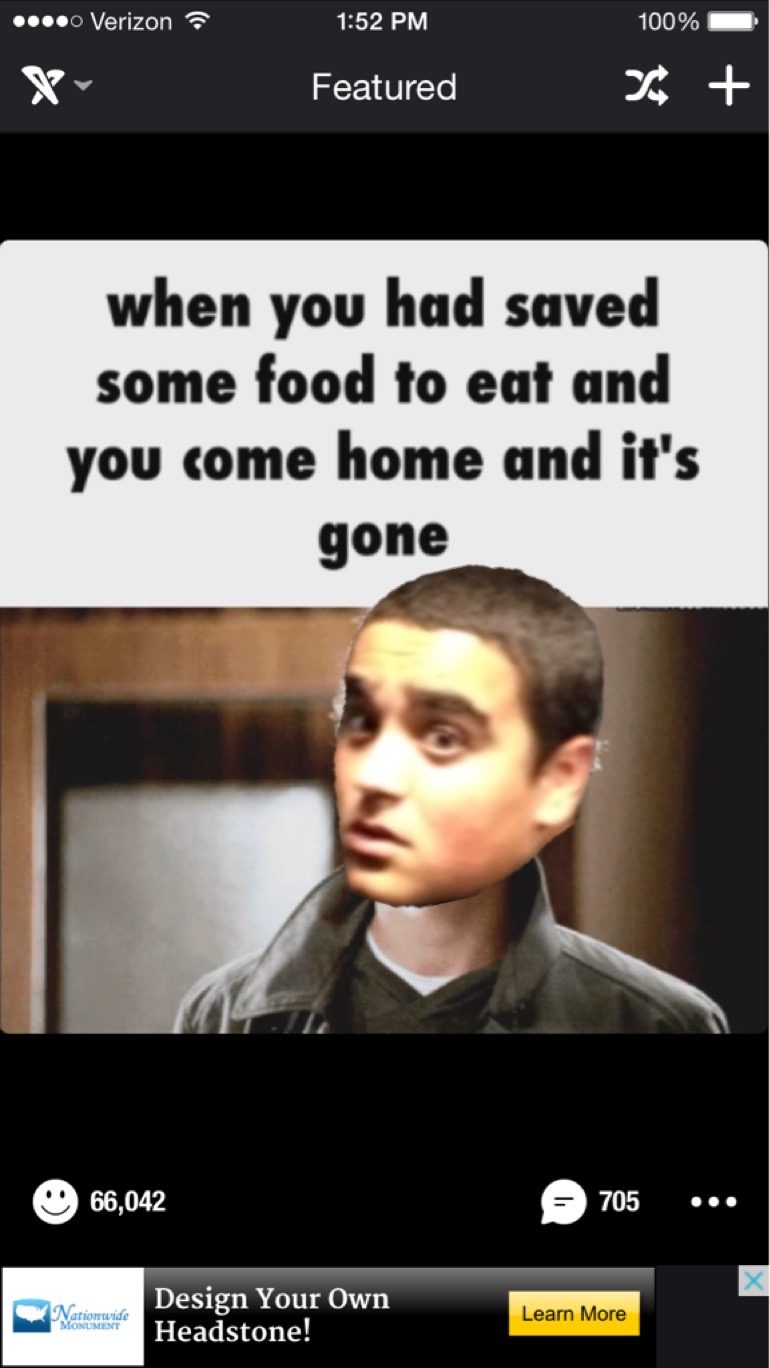 Verizon 1:52 PM 100%
Featured
when you had saved
some food to eat and
you come home and it's
gone
66,042 705
Nationwide
MONUMENT
Design Your Own
Headstone!
Learn More